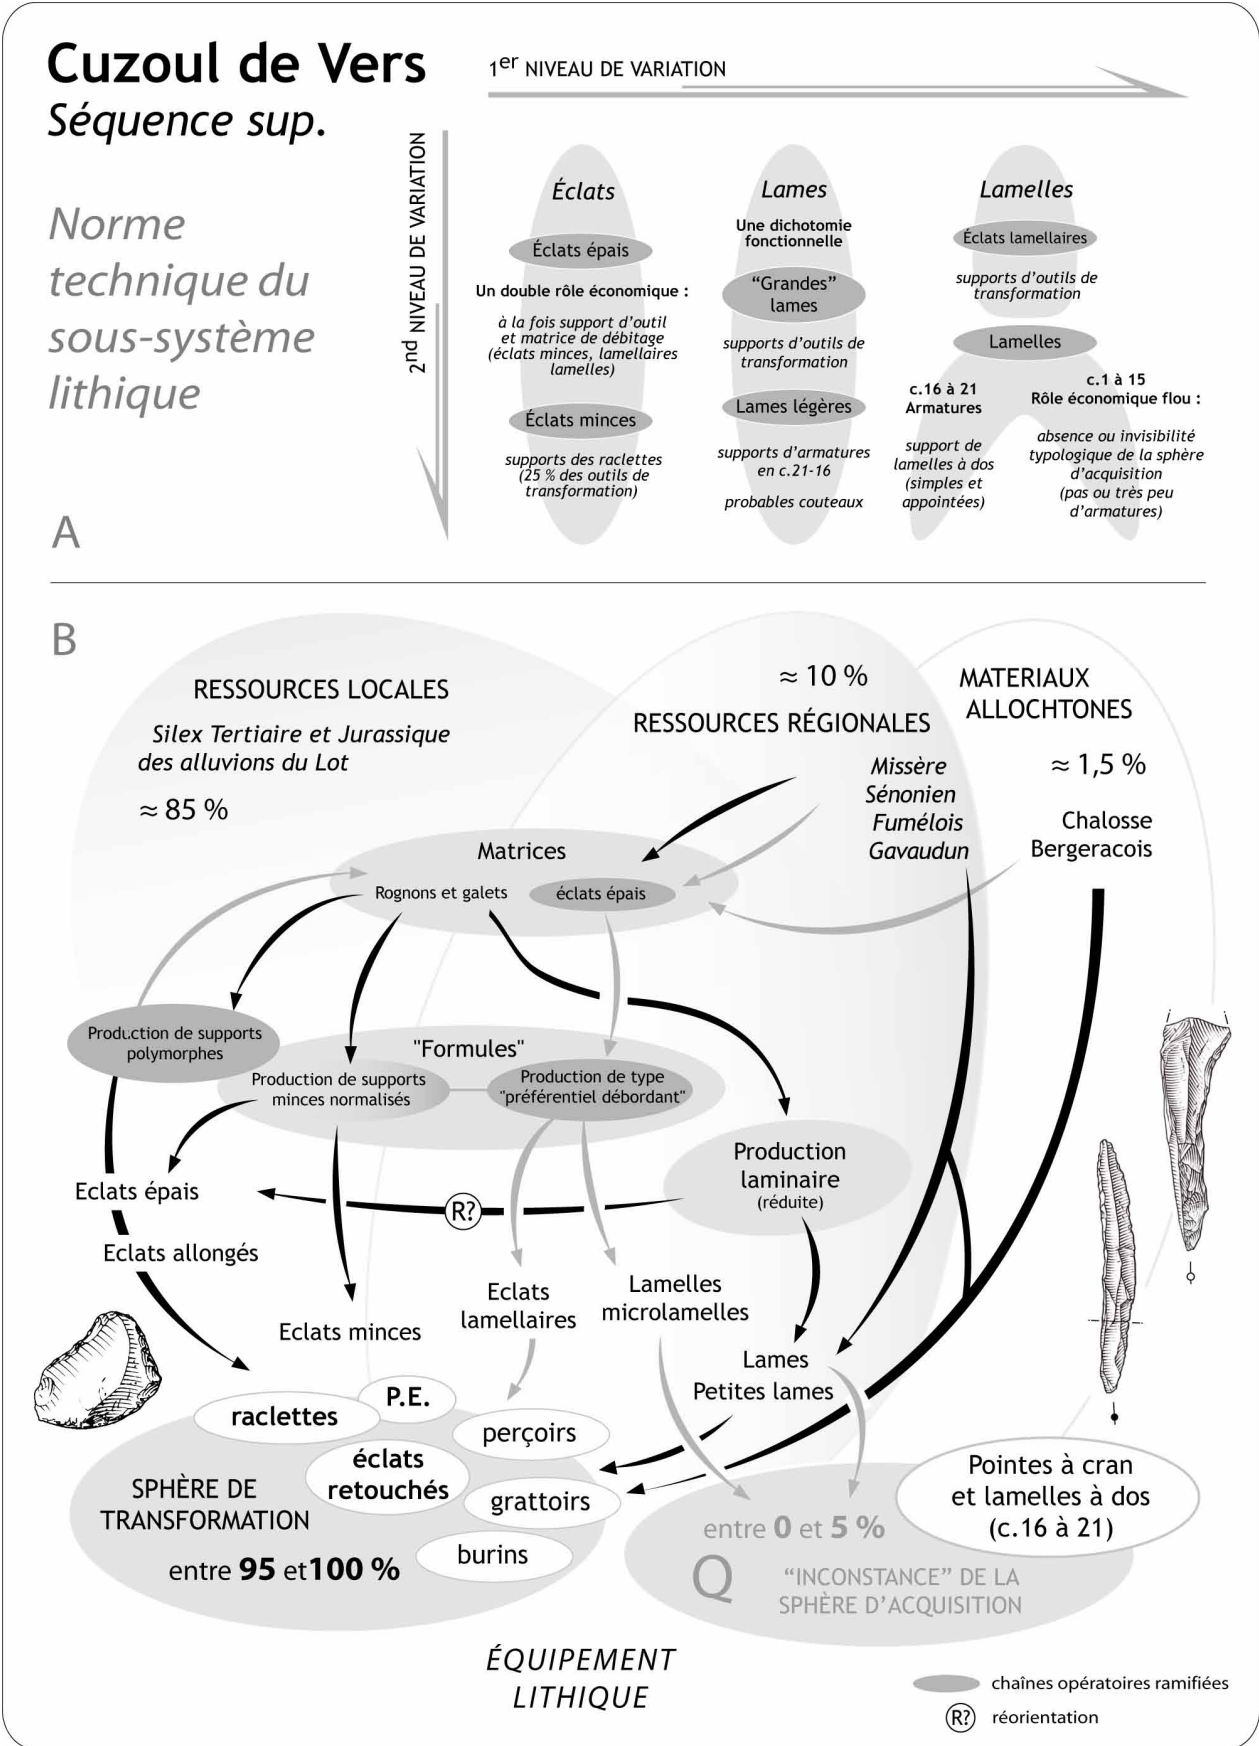 Cuzoul de Vers
Séquence sup.
Norme
technique du
sous-système
lithique
A
1er NIVEAU DE VARIATION
2nd NIVEAU DE VARIATION
Éclats
Éclats épais
Un double rôle économique :
à la fois support d'outil
et matrice de débitage
(éclats minces, lamellaires
lamelles)
Éclats minces
supports des raclettes
(25 % des outils de
transformation)
Lames
Une dichotomie
fonctionnelle
“Grandes”
lames
supports d'outils de
transformation
Lames légères
supports d'armatures
en c.21-16
probables couteaux
Lamelles
Éclats lamellaires
supports d'outils de
transformation
Lamelles
c.16 à 21
Armatures
support de
lamelles à dos
(simples et
appointées)
c.1 à 15
Rôle économique flou :
absence ou invisibilité
typologique de la sphère
d'acquisition
(pas ou très peu
d'armatures)
B
RESSOURCES LOCALES
Silex Tertiaire et Jurassique
des alluvions du Lot
≈ 85 %
≈ 10 %
RESSOURCES RÉGIONALES
Missère
Sénonien
Fumélois
Gavaudun
MATERIAUX
ALLOCHTONES
≈ 1,5 %
Chalosse
Bergeracois
Matrices
Rognons et galets
éclats épais
Production de supports
polymorphes
"Formules"
Production de supports
minces normalisés
Production de type
"préférentiel débordant"
Production
laminaire
(réduite)
Eclats épais
R?
Eclats allongés
Eclats minces
Eclats
lamellaires
Lamelles
microlamelles
Lames
Petites lames
raclettes
P.E.
perçoirs
éclats
retouchés
grattoirs
burins
SPHÈRE DE
TRANSFORMATION
entre 95 et100 %
Pointes à cran
et lamelles à dos
(c.16 à 21)
entre 0 et 5 %
Q
“INCONSTANCE” DE LA
SPHÈRE D'ACQUISITION
ÉQUIPEMENT
LITHIQUE
chaînes opératoires ramifiées
R?
réorientation